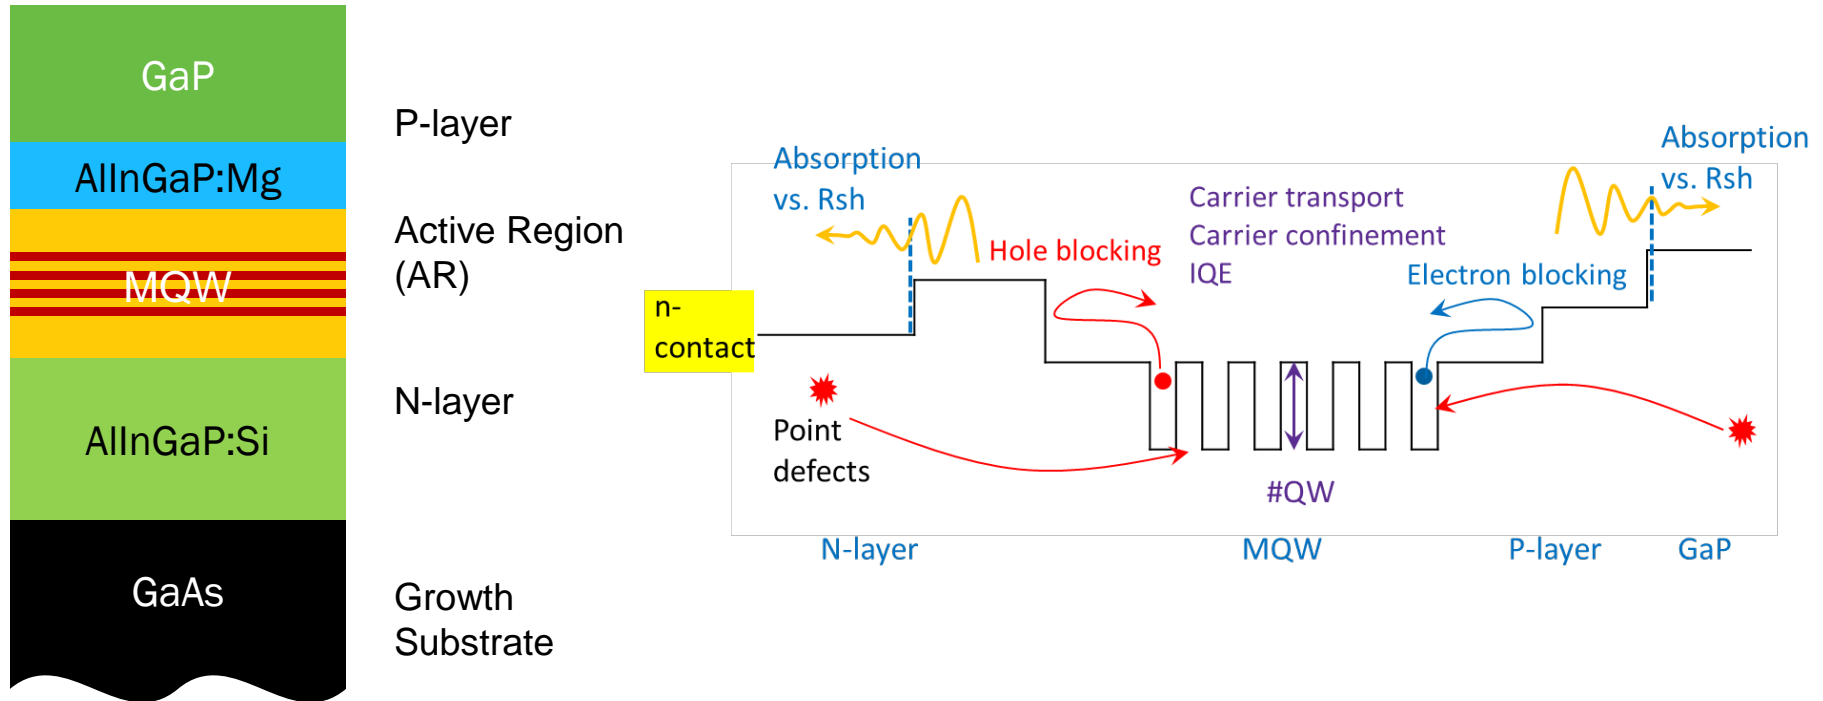 GaP
AlInGaP:Mg
MQW
AlInGaP:Si
GaAs
P-layer
Active Region
(AR)
N-layer
Growth
Substrate
Absorption
vs. Rsh
Hole blocking
Carrier transport
Carrier confinement
IQE
Electron blocking
Absorption
vs. Rsh
n-
contact
Point
defects
#QW
N-layer
MQW
P-layer
GaP